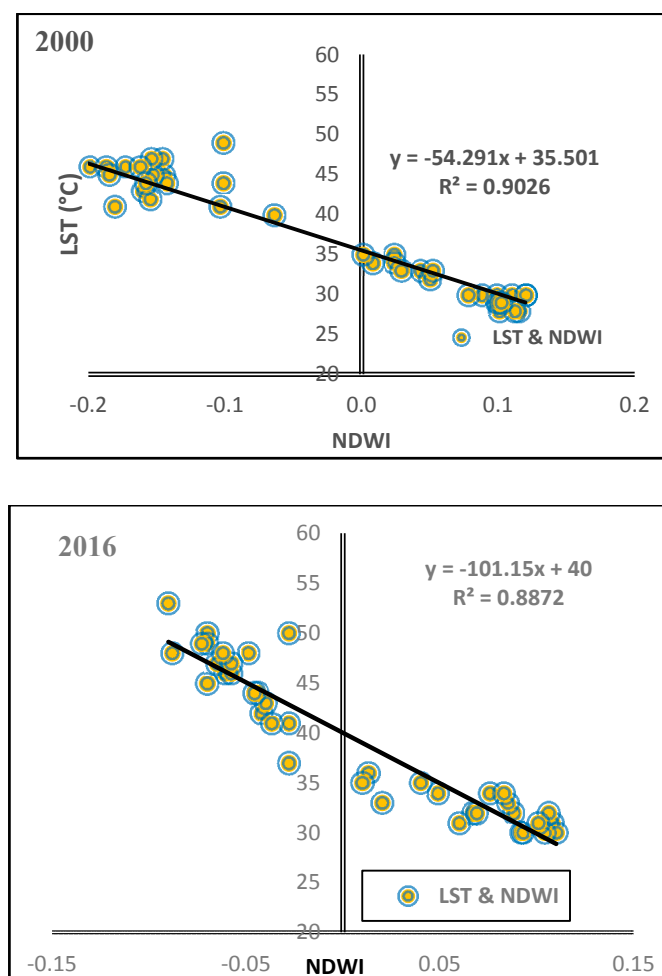 2000
60
55
50
45
40
35
30
25
20
LST (°C)
y = -54.291x + 35.501
R² = 0.9026
LST & NDWI
-0.2 -0.1 0.0 0.1 0.2
NDWI
2016
60
50
45
40
35
30
25
20
y = -101.15x + 40
R² = 0.8872
LST & NDWI
-0.15 -0.05 0.05 0.15
NDWI